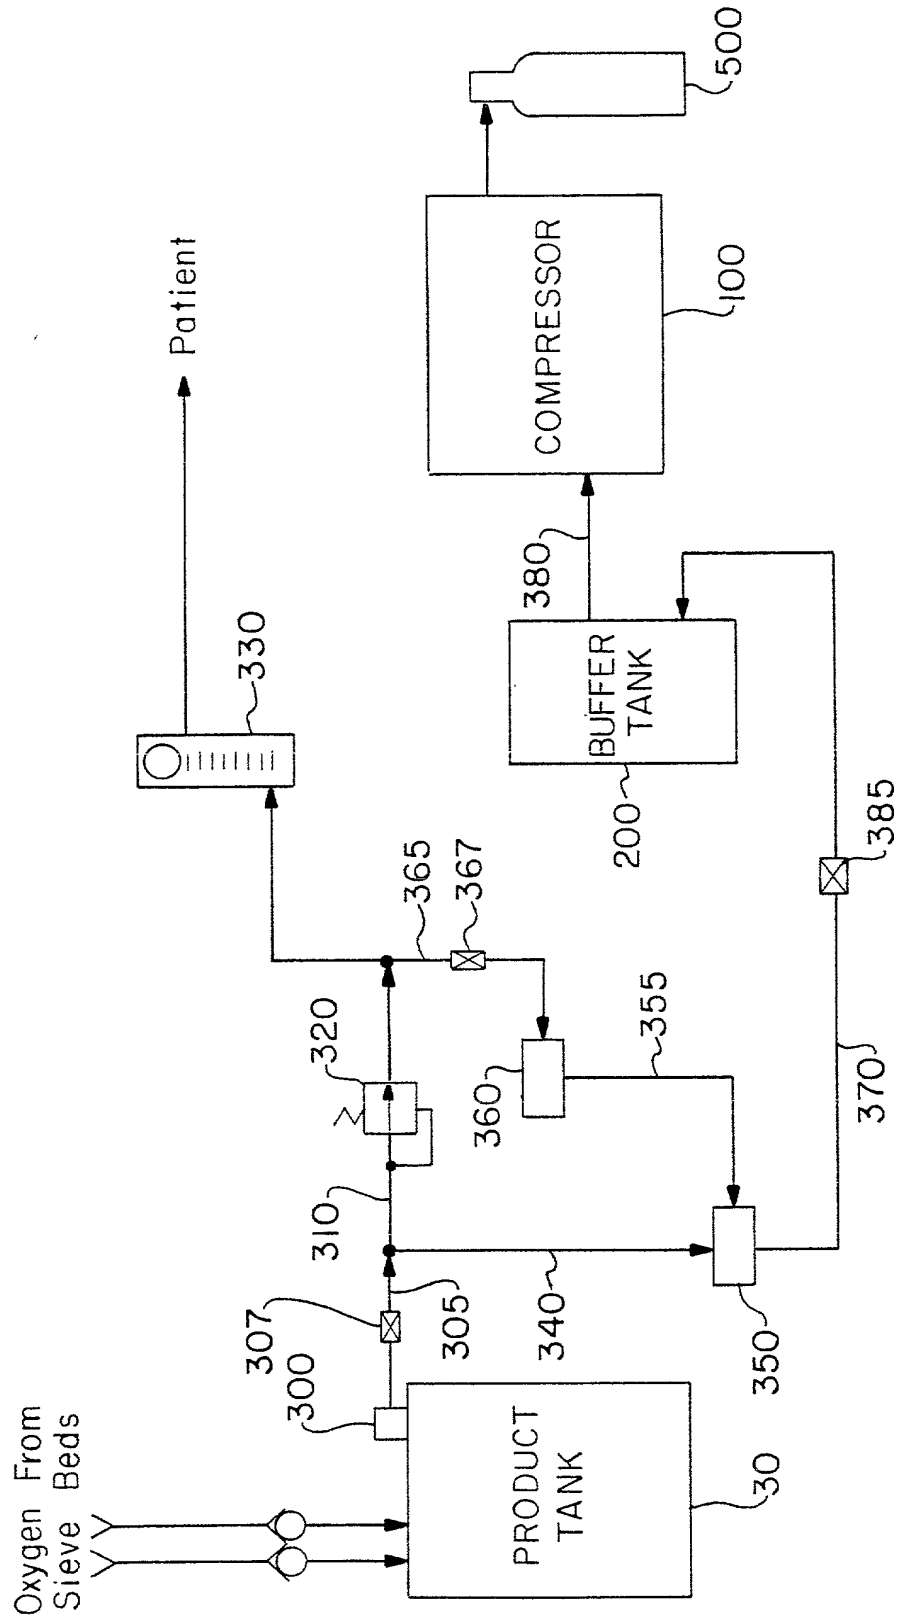 Oxygen From
Sieve Beds
300
307
305
310
320
Patient
330
365
367
360
355
340
350
370
385
PRODUCT
TANK
30
BUFFER
TANK
200
380
COMPRESSOR
100
500